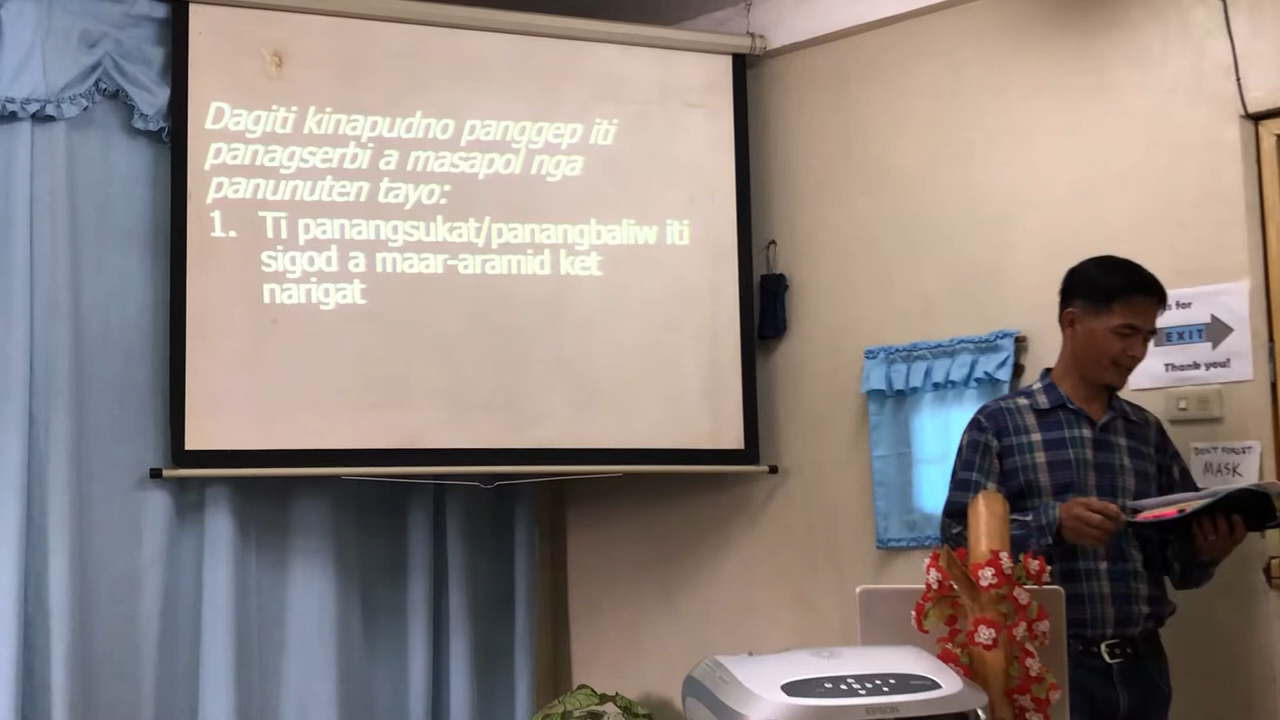 Dagiti kinapudno panggep iti
panagserbi a masapol nga
panunuten tayo:
1. Ti panangsukat/panangbaliw iti
sigod a maar-aramid ket
narigat
for
EXIT
Thank you!
DON'T FORGET
MASK
EPSON